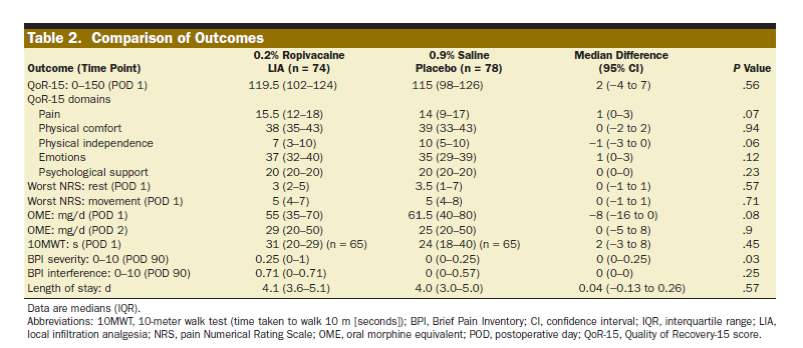 Table 2. Comparison of Outcomes
Outcome (Time Point) 0.2% Ropivacaine LIA (n = 74) 0.9% Saline Placebo (n = 78) Median Difference (95% CI) P Value
QoR-15: 0–150 (POD 1) 119.5 (102–124) 115 (98–126) 2 (−4 to 7) .56
QoR-15 domains
Pain 15.5 (12–18) 14 (9–17) 1 (0–3) .07
Physical comfort 38 (35–43) 39 (33–43) 0 (−2 to 2) .94
Physical independence 7 (3–10) 10 (5–10) −1 (−3 to 0) .06
Emotions 37 (32–40) 35 (29–39) 1 (0–3) .12
Psychological support 20 (20–20) 20 (20–20) 0 (0–0) .23
Worst NRS: rest (POD 1) 3 (2–5) 3.5 (1–7) 0 (−1 to 1) .57
Worst NRS: movement (POD 1) 5 (4–7) 5 (4–8) 0 (−1 to 1) .71
OME: mg/d (POD 1) 55 (35–70) 61.5 (40–80) −8 (−16 to 0) .08
OME: mg/d (POD 2) 29 (20–50) 25 (20–50) 0 (−5 to 8) .9
10MWT: s (POD 1) 31 (20–29) (n = 65) 24 (18–40) (n = 65) 2 (−3 to 8) .45
BPI severity: 0–10 (POD 90) 0.25 (0–1) 0 (0–0.25) 0 (0–0.25) .03
BPI interference: 0–10 (POD 90) 0.71 (0–0.71) 0 (0–0.57) 0 (0–0) .25
Length of stay: d 4.1 (3.6–5.1) 4.0 (3.0–5.0) 0.04 (−0.13 to 0.26) .57
Data are medians (IQR).
Abbreviations: 10MWT, 10-meter walk test (time taken to walk 10 m [seconds]); BPI, Brief Pain Inventory; CI, confidence interval; IQR, interquartile range; LIA,
local infiltration analgesia; NRS, pain Numerical Rating Scale; OME, oral morphine equivalent; POD, postoperative day; QoR-15, Quality of Recovery-15 score.